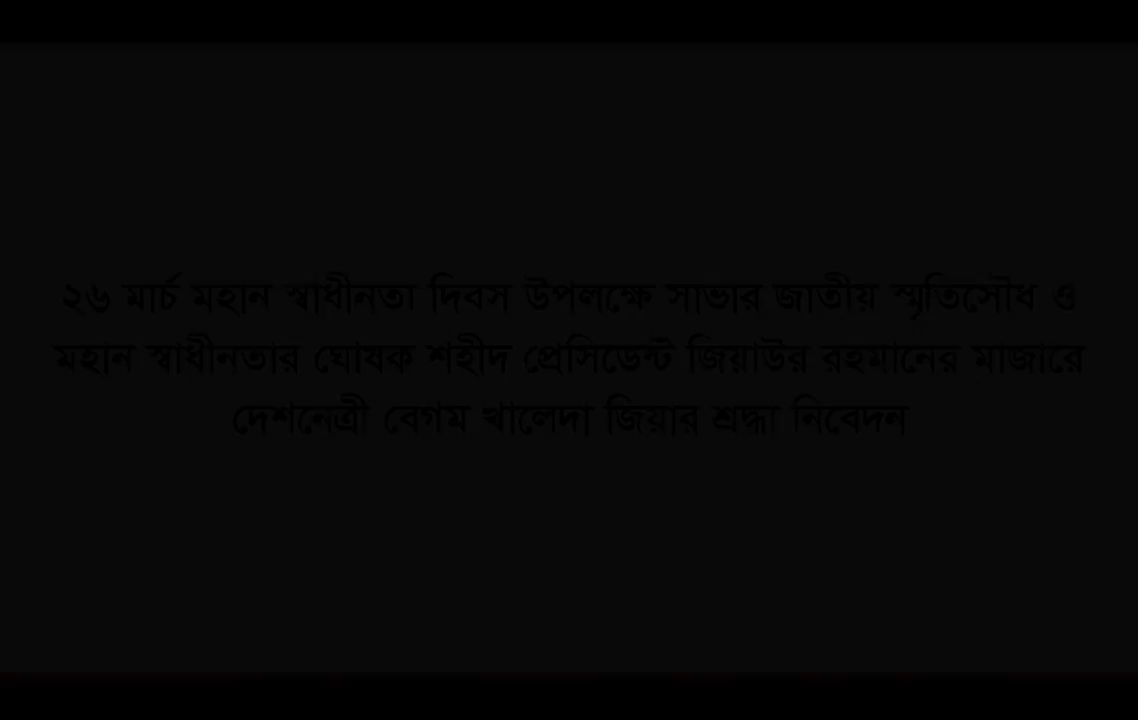 ২৬ মার্চ মহান স্বাধীনতা দিবস উপলক্ষে সাভার জাতীয় স্মৃতিসৌধ ও
মহান স্বাধীনতার ঘোষক শহীদ প্রেসিডেন্ট জিয়াউর রহমানের মাজারে
দেশনেত্রী বেগম খালেদা জিয়ার শ্রদ্ধা নিবেদন